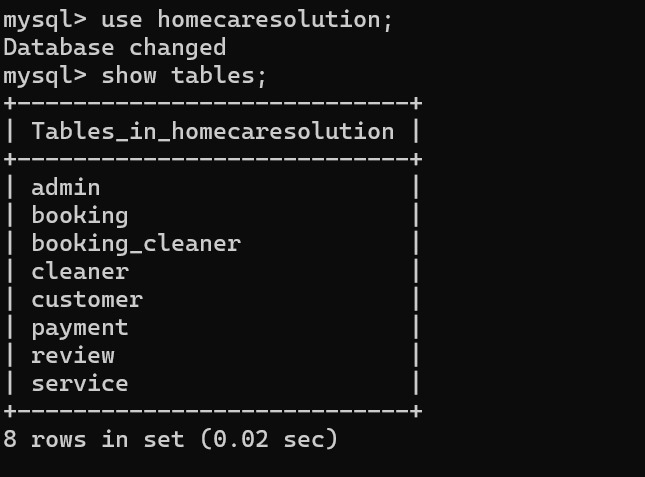 mysql> use homecaresolution;
Database changed
mysql> show tables;
+----------------------------+
| Tables_in_homecaresolution |
+----------------------------+
| admin                      |
| booking                    |
| booking_cleaner            |
| cleaner                    |
| customer                   |
| payment                    |
| review                     |
| service                    |
+----------------------------+
8 rows in set (0.02 sec)